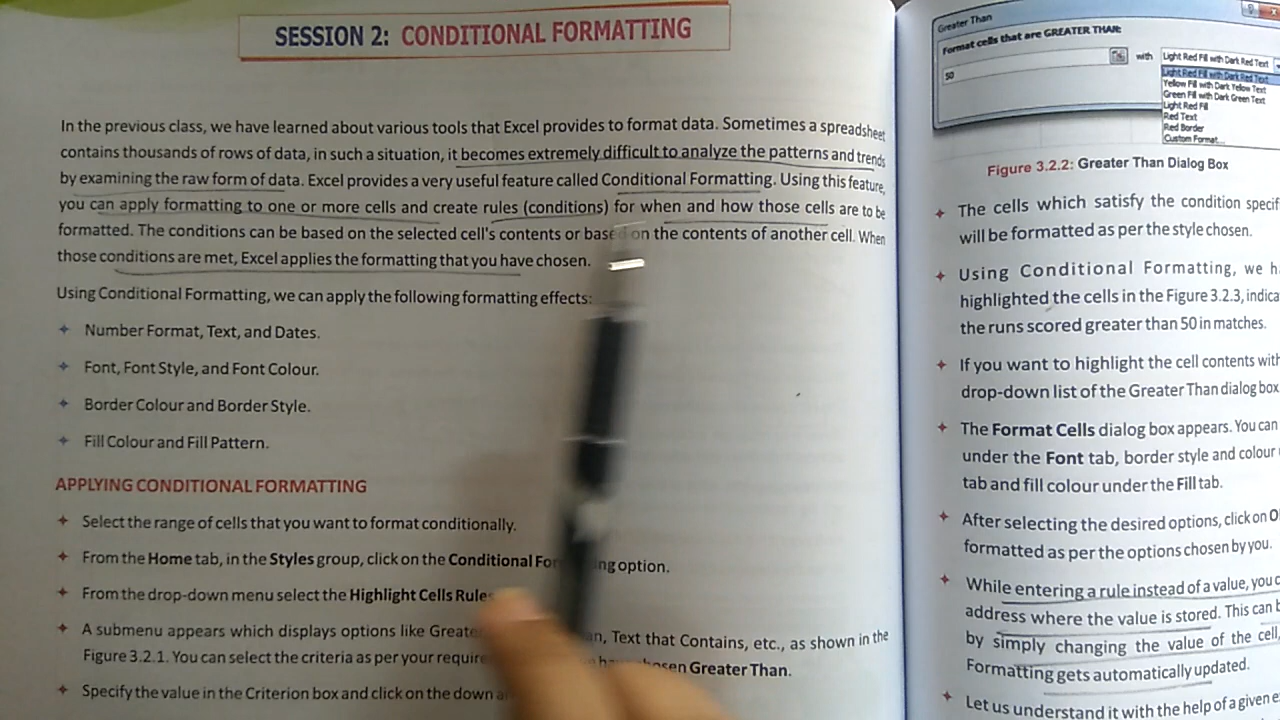 SESSION 2: CONDITIONAL FORMATTING
In the previous class, we have learned about various tools that Excel provides to format data. Sometimes a spreadsheet
contains thousands of rows of data, in such a situation, it becomes extremely difficult to analyze the patterns and trends
by examining the raw form of data. Excel provides a very useful feature called Conditional Formatting. Using this feature,
you can apply formatting to one or more cells and create rules (conditions) for when and how those cells are to be
formatted. The conditions can be based on the selected cell's contents or based on the contents of another cell. When
those conditions are met, Excel applies the formatting that you have chosen.
Using Conditional Formatting, we can apply the following formatting effects:
Number Format, Text, and Dates.
Font, Font Style, and Font Colour.
Border Colour and Border Style.
Fill Colour and Fill Pattern.
APPLYING CONDITIONAL FORMATTING
Select the range of cells that you want to format conditionally.
From the Home tab, in the Styles group, click on the Conditional option.
From the drop-down menu select the Highlight Cells
A submenu appears which displays options like Text that Contains, etc., as shown in the
Figure 3.2.1. You can select the criteria as per your Greater Than.
Specify the value in the Criterion box and click on the down
Greater Than
Format cells that are GREATER THAN:
50 with Light Red Fill with Dark Red Text
Light Red Fill with Dark Red Text
Yellow Fill with Dark Yellow Text
Green Fill with Dark Green Text
Light Red Fill
Red Text
Red Border
Custom Format...
Figure 3.2.2: Greater Than Dialog Box
The cells which satisfy the condition
will be formatted as per the style chosen.
Using Conditional Formatting, we
highlighted the cells in the Figure 3.2.3,
the runs scored greater than 50 in matches.
If you want to highlight the cell contents
drop-down list of the Greater Than dialog box
The Format Cells dialog box appears. You can
under the Font tab, border style and colour
tab and fill colour under the Fill tab.
After selecting the desired options, click on
formatted as per the options chosen by you.
While entering a rule instead of a value, you
address where the value is stored. This can
by simply changing the value of the cell,
Formatting gets automatically updated.
Let us understand it with the help of a given